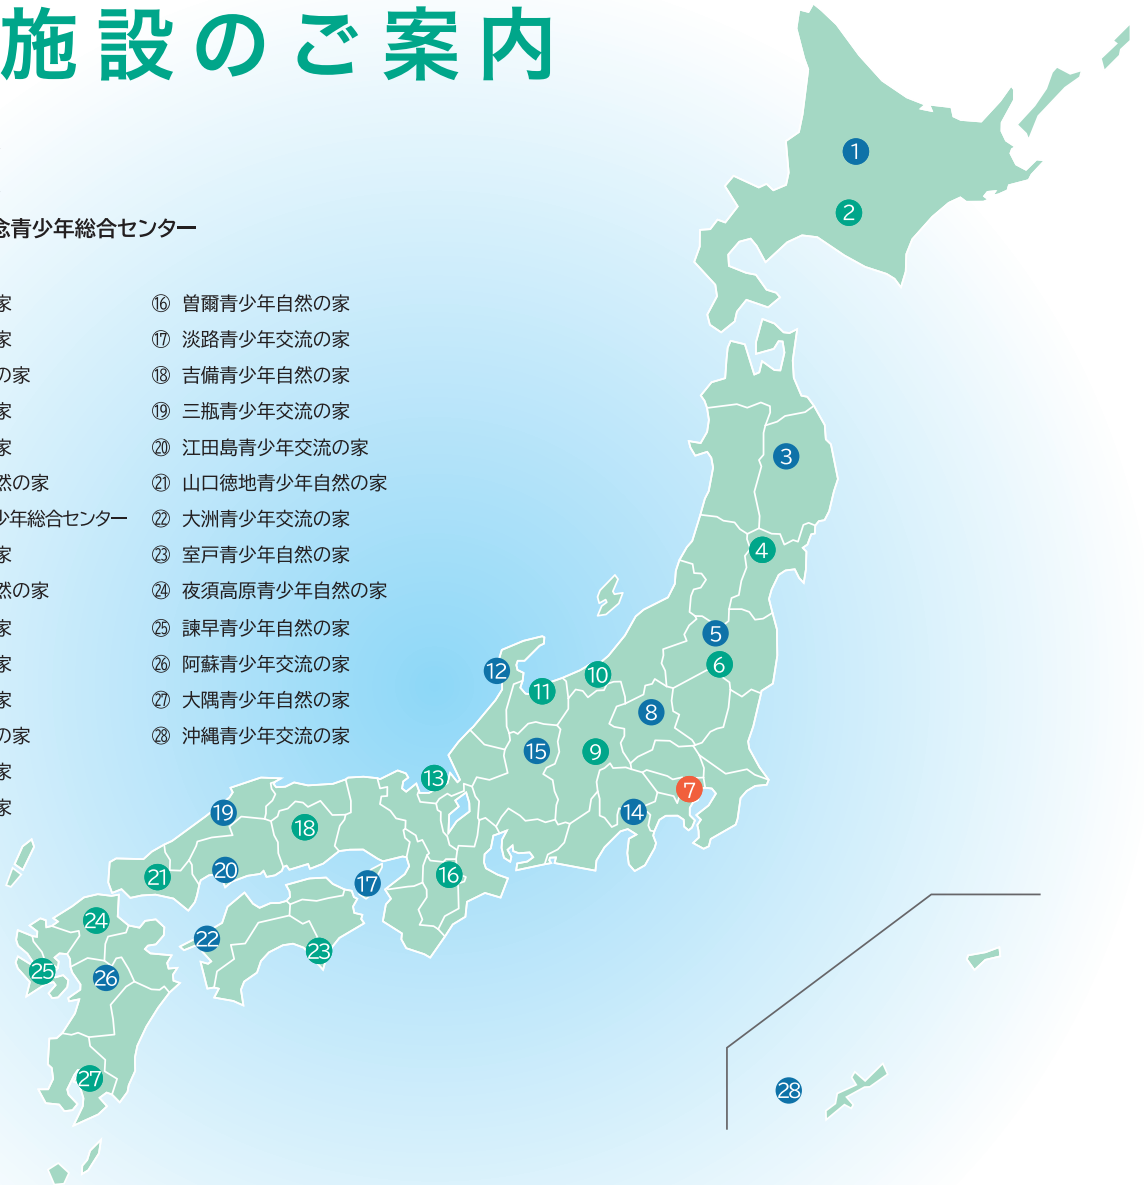 施設のご案内
念青少年総合センター
家
家
の家
家
家
然の家
少年総合センター
家
然の家
家
家
家
の家
家
家
⑯ 曽爾青少年自然の家
⑰ 淡路青少年交流の家
⑱ 吉備青少年自然の家
⑲ 三瓶青少年交流の家
⑳ 江田島青少年交流の家
㉑ 山口徳地青少年自然の家
㉒ 大洲青少年交流の家
㉓ 室戸青少年自然の家
㉔ 夜須高原青少年自然の家
㉕ 諫早青少年自然の家
㉖ 阿蘇青少年交流の家
㉗ 大隅青少年自然の家
㉘ 沖縄青少年交流の家
1
2
3
4
5
6
12
10
11
8
15
9
13
7
14
19
18
20
21
16
17
24
22
23
25
26
27
28